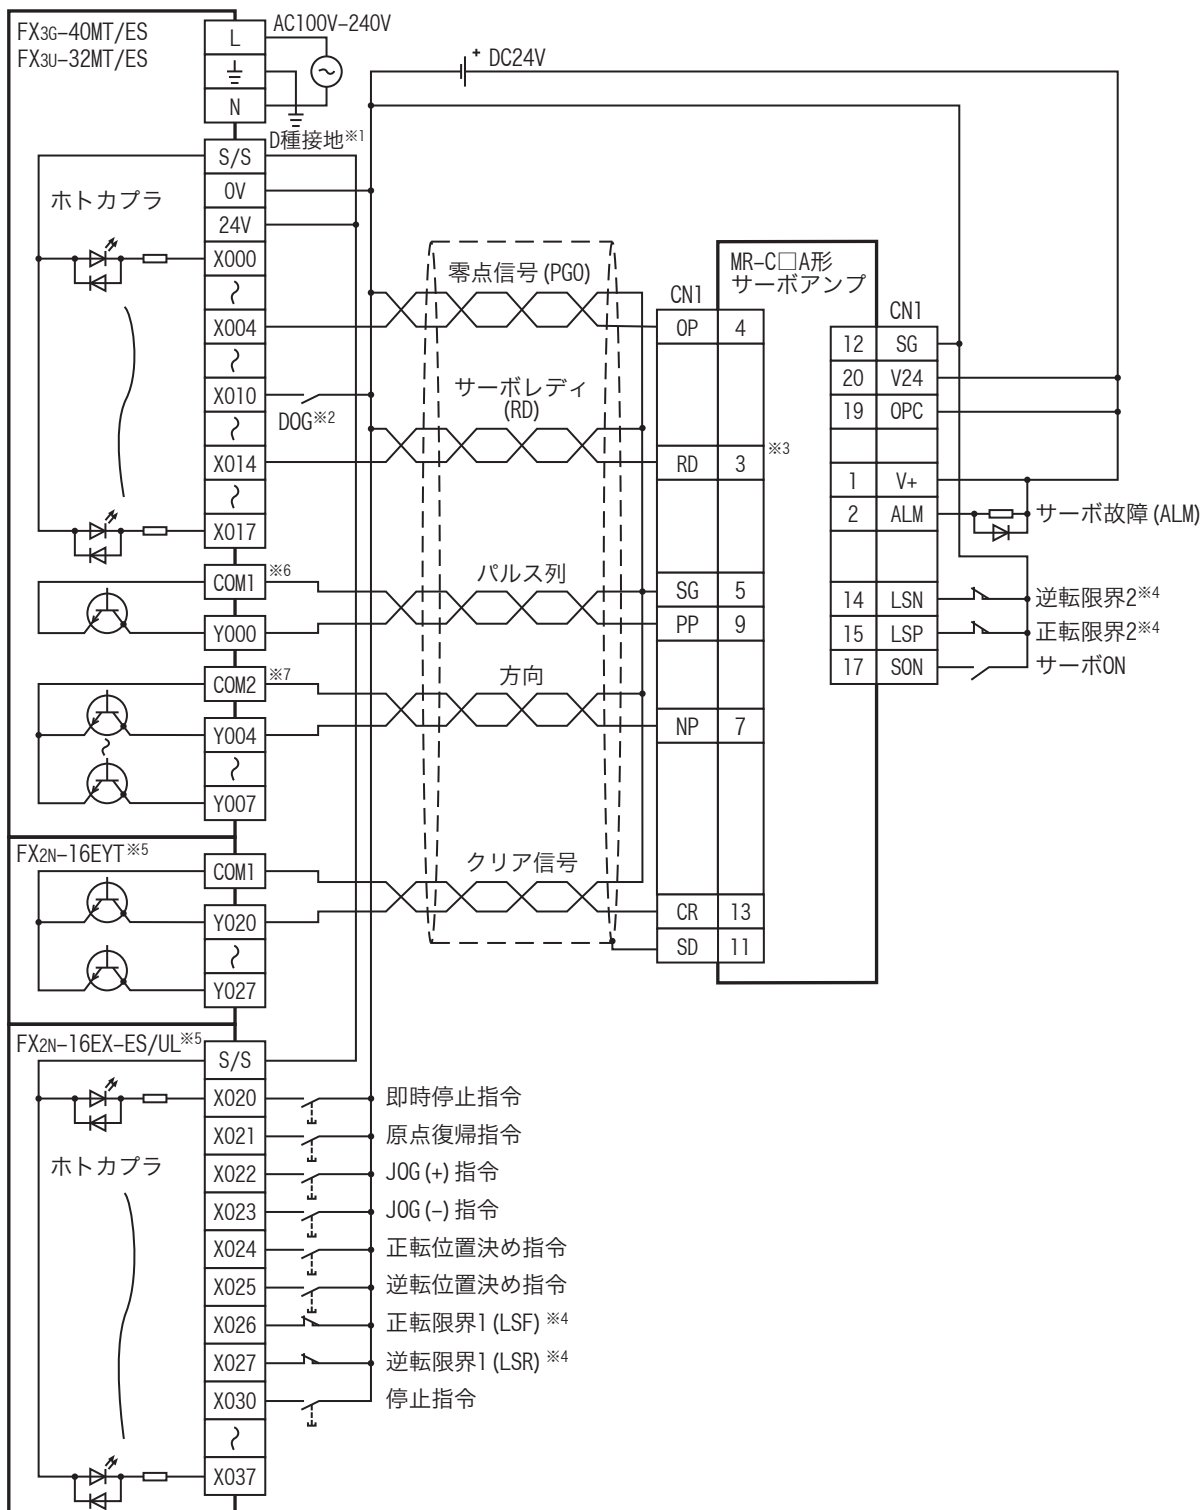 FX3G-40MT/ES
FX3U-32MT/ES
L
AC100V-240V
N
D種接地※1
+ DC24V
S/S
0V
24V
ホトカプラ
X000
X004
X010
DOG※2
X014
X017
COM1 ※6
Y000
COM2 ※7
Y004
Y007
零点信号(PG0)
サーボレディ
(RD)
パルス列
方向
クリア信号
MR-C□A形
サーボアンプ
CN1
OP 4
RD 3 ※3
SG 5
PP 9
NP 7
CR 13
SD 11
CN1
12 SG
20 V24
19 OPC
1 V+
2 ALM サーボ故障(ALM)
14 LSN 逆転限界2※4
15 LSP 正転限界2※4
17 SON サーボON
FX2N-16EYT※5
COM1
Y020
Y027
FX2N-16EX-ES/UL※5
S/S
X020 即時停止指令
X021 原点復帰指令
ホトカプラ
X022 JOG(+)指令
X023 JOG(-)指令
X024 正転位置決め指令
X025 逆転位置決め指令
X026 正転限界1(LSF) ※4
X027 逆転限界1(LSR) ※4
X030 停止指令
X037